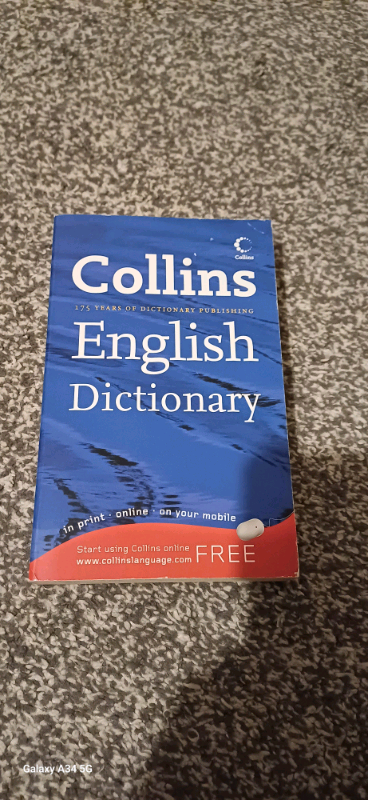 Collins
Collins
175 YEARS OF DICTIONARY PUBLISHING
English
Dictionary
in print · online · on your mobile
Start using Collins online
www.collinslanguage.com FREE
Galaxy A34 5G